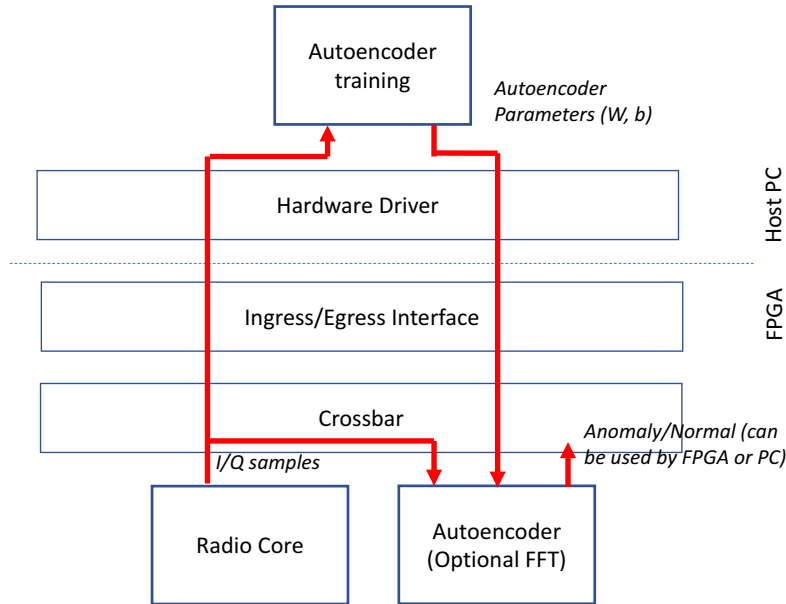 Autoencoder
training
Autoencoder
Parameters (W, b)
Hardware Driver
Host PC
Ingress/Egress Interface
FPGA
Crossbar
Anomaly/Normal (can
be used by FPGA or PC)
I/Q samples
Radio Core
Autoencoder
(Optional FFT)